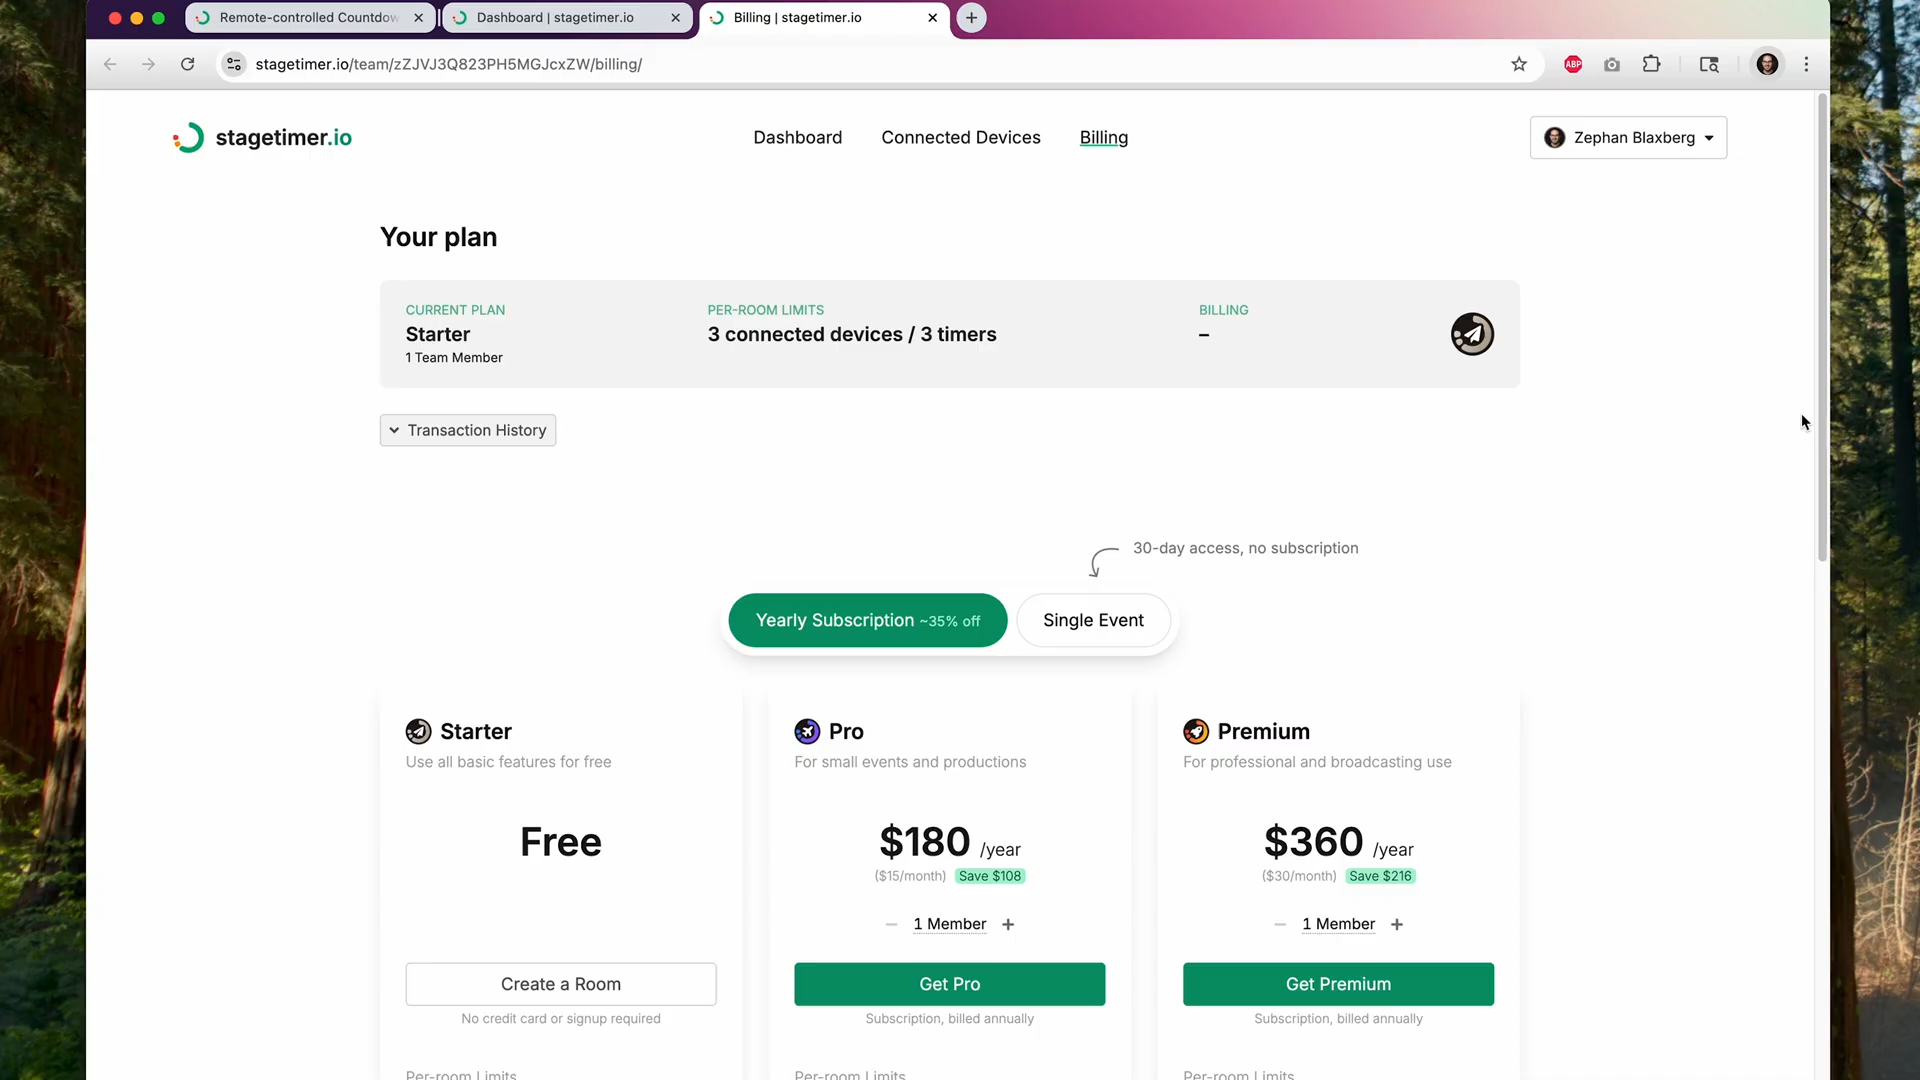 Remote-controlled Countdow
Dashboard | stagetimer.io
Billing | stagetimer.io
stagetimer.io/team/zZJVJ3Q823PH5MGJcxZW/billing/
ABP
stagetimer.io
Dashboard
Connected Devices
Billing
Zephan Blaxberg
Your plan
CURRENT PLAN
Starter
1 Team Member
PER-ROOM LIMITS
3 connected devices / 3 timers
BILLING
–
Transaction History
30-day access, no subscription
Yearly Subscription ~35% off
Single Event
Starter
Use all basic features for free
Free
Create a Room
No credit card or signup required
Per-room Limits
Pro
For small events and productions
$180 /year
($15/month) Save $108
− 1 Member +
Get Pro
Subscription, billed annually
Per-room Limits
Premium
For professional and broadcasting use
$360 /year
($30/month) Save $216
− 1 Member +
Get Premium
Subscription, billed annually
Per-room Limits